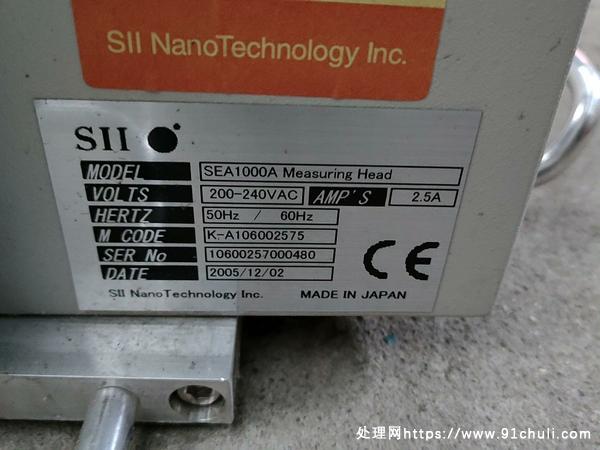 SII NanoTechnology Inc.
SII
MODEL SEA1000A Measuring Head
VOLTS 200-240VAC AMP'S 2.5A
HERTZ 50Hz / 60Hz
M CODE K-A106002575
SER No 10600257000480
DATE 2005/12/02
CE
SII NanoTechnology Inc. MADE IN JAPAN
处理网https://www.91chuli.com